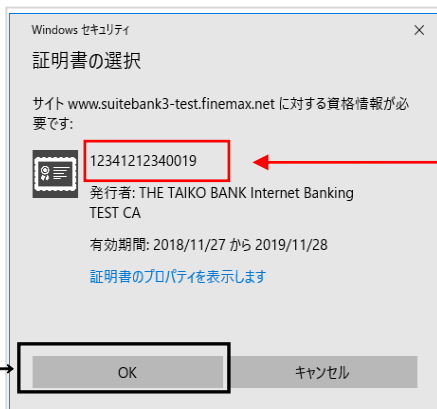 Windows セキュリティ
証明書の選択
サイト www.suitebank3-test.finemax.net に対する資格情報が必
要です:
12341212340019
発行者: THE TAIKO BANK Internet Banking
TEST CA
有効期間: 2018/11/27 から 2019/11/28
証明書のプロパティを表示します
OK
キャンセル